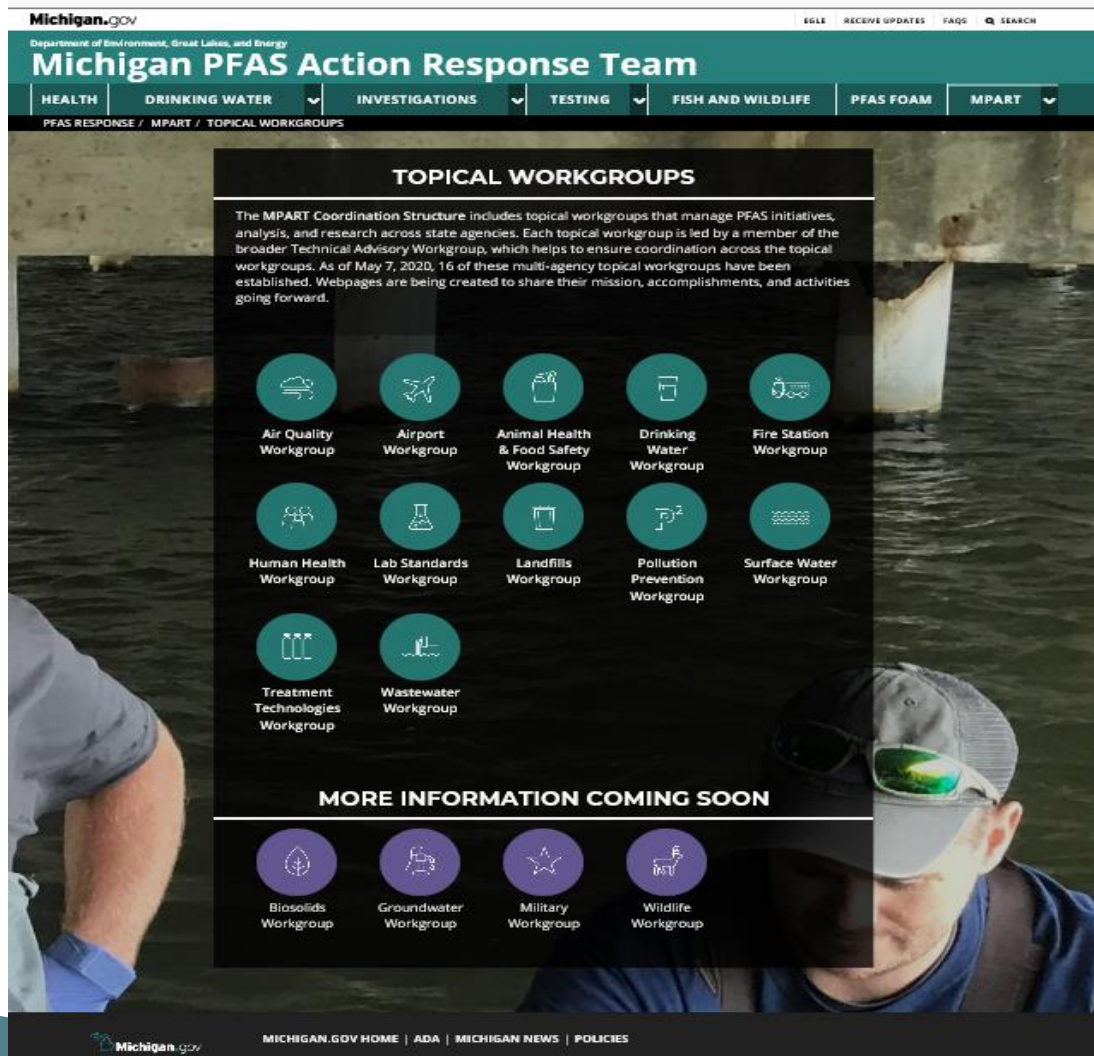 Michigan.gov
EGLE RECEIVE UPDATES FAQS SEARCH
Department of Environment, Great Lakes, and Energy
Michigan PFAS Action Response Team
HEALTH DRINKING WATER INVESTIGATIONS TESTING FISH AND WILDLIFE PFAS FOAM MPART
PFAS RESPONSE / MPART / TOPICAL WORKGROUPS
TOPICAL WORKGROUPS
The MPART Coordination Structure includes topical workgroups that manage PFAS initiatives,
analysis, and research across state agencies. Each topical workgroup is led by a member of the
broader Technical Advisory Workgroup, which helps to ensure coordination across the topical
workgroups. As of May 7, 2020, 16 of these multi-agency topical workgroups have been
established. Webpages are being created to share their mission, accomplishments, and activities
going forward.
Air Quality
Workgroup
Airport
Workgroup
Animal Health
& Food Safety
Workgroup
Drinking
Water
Workgroup
Fire Station
Workgroup
Human Health
Workgroup
Lab Standards
Workgroup
Landfills
Workgroup
P²
Pollution
Prevention
Workgroup
Surface Water
Workgroup
Treatment
Technologies
Workgroup
Wastewater
Workgroup
MORE INFORMATION COMING SOON
Biosolids
Workgroup
Groundwater
Workgroup
Military
Workgroup
Wildlife
Workgroup
Michigan.gov
MICHIGAN.GOV HOME | ADA | MICHIGAN NEWS | POLICIES